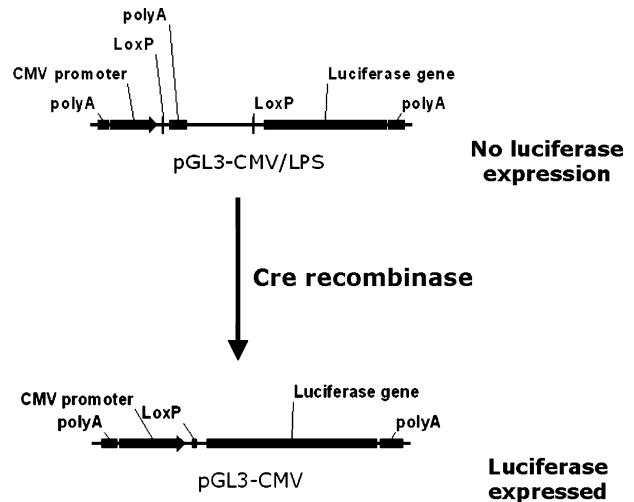 polyA
LoxP
CMV promoter
Luciferase gene
polyA
LoxP
polyA
pGL3-CMV/LPS
No luciferase
expression
Cre recombinase
CMV promoter
Luciferase gene
LoxP
polyA
polyA
pGL3-CMV
Luciferase
expressed